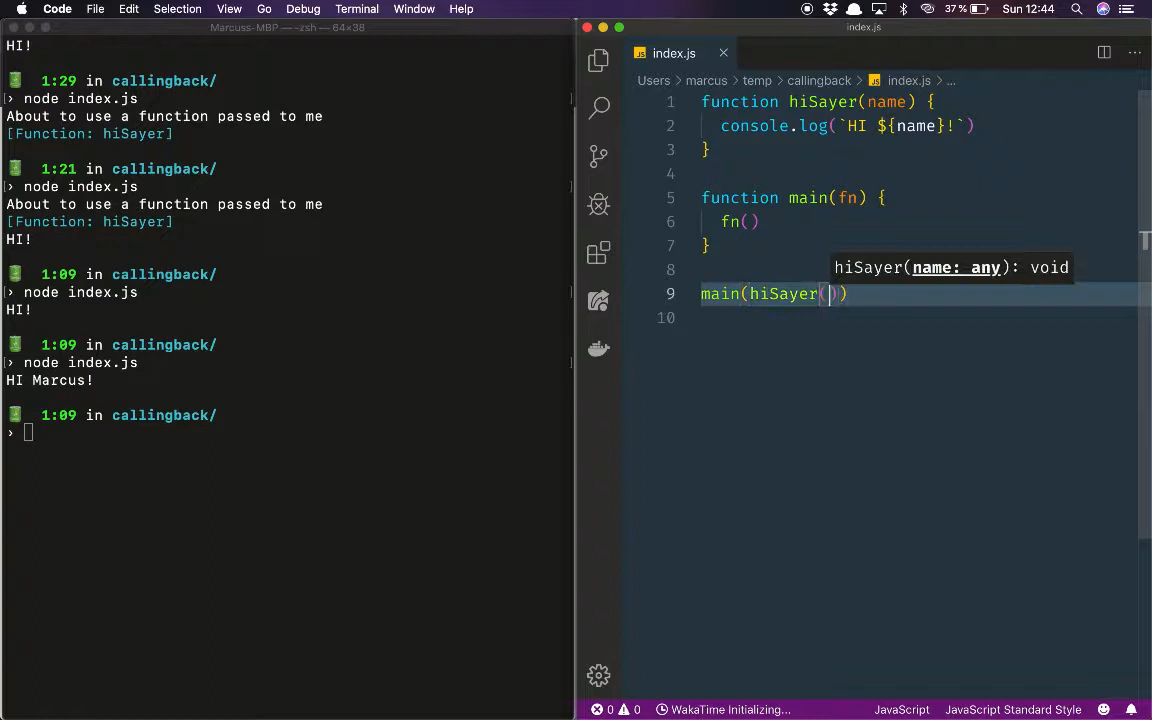 Code File Edit Selection View Go Debug Terminal Window Help 37% Sun 12:44
Marcuss-MBP — -zsh — 64×38
HI!
1:29 in callingback/
› node index.js
About to use a function passed to me
[Function: hiSayer]
1:21 in callingback/
› node index.js
About to use a function passed to me
[Function: hiSayer]
HI!
1:09 in callingback/
› node index.js
HI!
1:09 in callingback/
› node index.js
HI Marcus!
1:09 in callingback/
›
index.js
JS index.js ×
Users › marcus › temp › callingback › JS index.js › ...
1 function hiSayer(name) {
2 console.log(`HI ${name}!`)
3 }
4
5 function main(fn) {
6 fn()
7 }
8
hiSayer(name: any): void
9 main(hiSayer())
10
0 0 WakaTime Initializing... JavaScript JavaScript Standard Style